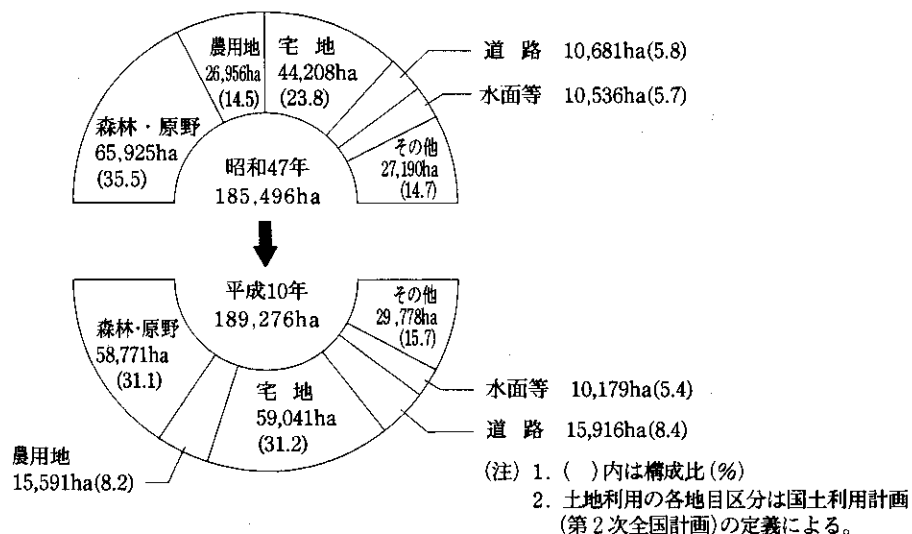 農用地
26,956ha
(14.5)
宅 地
44,208ha
(23.8)
道 路 10,681ha(5.8)
水面等 10,536ha(5.7)
森林・原野
65,925ha
(35.5)
その他
27,190ha
(14.7)
昭和47年
185,496ha
平成10年
189,276ha
その他
29,778ha
(15.7)
森林・原野
58,771ha
(31.1)
水面等 10,179ha(5.4)
宅 地
59,041ha
(31.2)
道 路 15,916ha(8.4)
農用地
15,591ha(8.2)
(注) 1. ( )内は構成比(%)
2. 土地利用の各地目区分は国土利用計画
(第2次全国計画)の定義による。